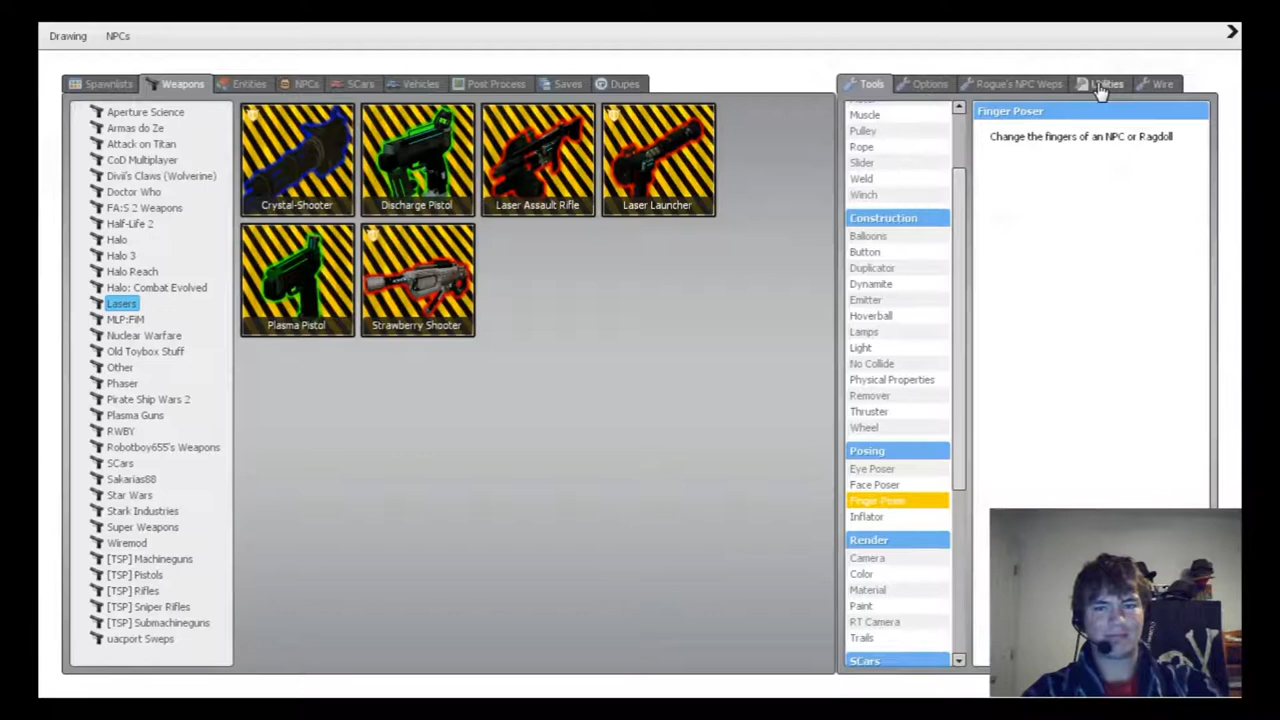 Drawing NPCs
Spawnlists Weapons Entities NPCs SCars Vehicles Post Process Saves Dupes
Aperture Science
Armas do Ze
Attack on Titan
CoD Multiplayer
Divii's Claws (Wolverine)
Doctor Who
FA:S 2 Weapons
Half-Life 2
Halo
Halo 3
Halo Reach
Halo: Combat Evolved
Lasers
MLP:FiM
Nuclear Warfare
Old Toybox Stuff
Other
Phaser
Pirate Ship Wars 2
Plasma Guns
RWBY
Robotboy655's Weapons
SCars
Sakarias88
Star Wars
Stark Industries
Super Weapons
Wiremod
[TSP] Machineguns
[TSP] Pistols
[TSP] Rifles
[TSP] Sniper Rifles
[TSP] Submachineguns
uacport Sweps
Crystal-Shooter Discharge Pistol Laser Assault Rifle Laser Launcher
Plasma Pistol Strawberry Shooter
Tools Options Rogue's NPC Weps Utilities Wire
Muscle
Pulley
Rope
Slider
Weld
Winch
Construction
Balloons
Button
Duplicator
Dynamite
Emitter
Hoverball
Lamps
Light
No Collide
Physical Properties
Remover
Thruster
Wheel
Posing
Eye Poser
Face Poser
Finger Poser
Inflator
Render
Camera
Color
Material
Paint
RT Camera
Trails
SCars
Finger Poser
Change the fingers of an NPC or Ragdoll